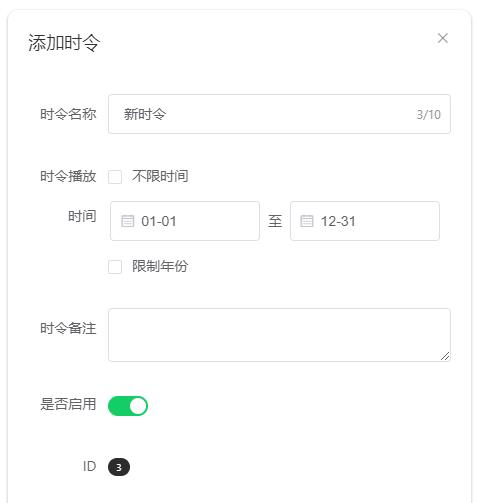 添加时令
时令名称 新时令 3/10
时令播放 不限时间
时间 01-01 至 12-31
限制年份
时令备注
是否启用
ID 3